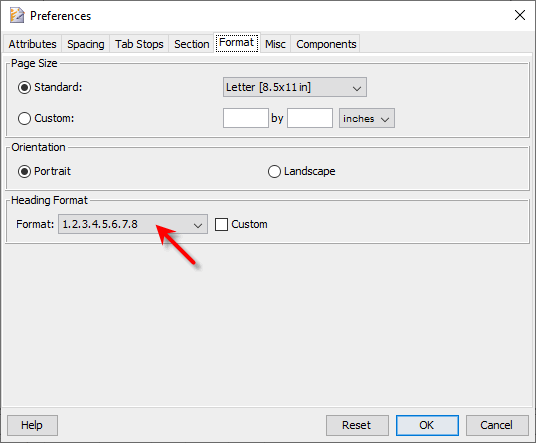 Preferences
Attributes Spacing Tab Stops Section Format Misc Components
Page Size
Standard: Letter [8.5x11 in]
Custom: by inches
Orientation
Portrait Landscape
Heading Format
Format: 1.2.3.4.5.6.7.8 Custom
Help Reset OK Cancel